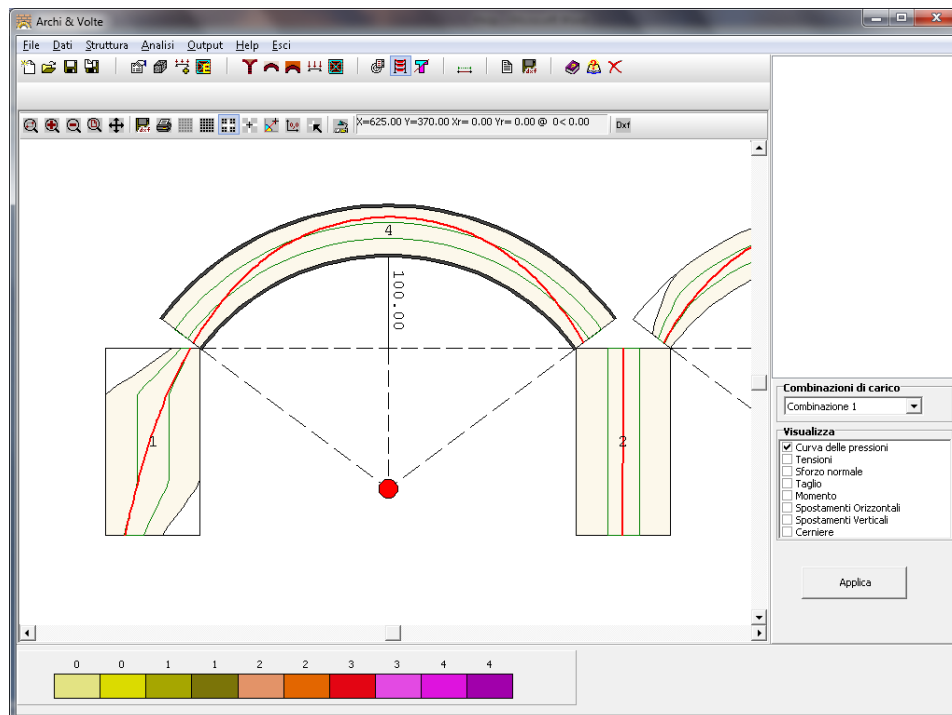 Archi & Volte
File Dati Struttura Analisi Output Help Esci
X=625.00 Y=370.00 Xr= 0.00 Yr= 0.00 @ 0< 0.00
Dxf
4
100.00
1
2
Combinazioni di carico
Combinazione 1
Visualizza
Curva delle pressioni
Tensioni
Sforzo normale
Taglio
Momento
Spostamenti Orizzontali
Spostamenti Verticali
Cerniere
Applica
0 0 1 1 2 2 3 3 4 4